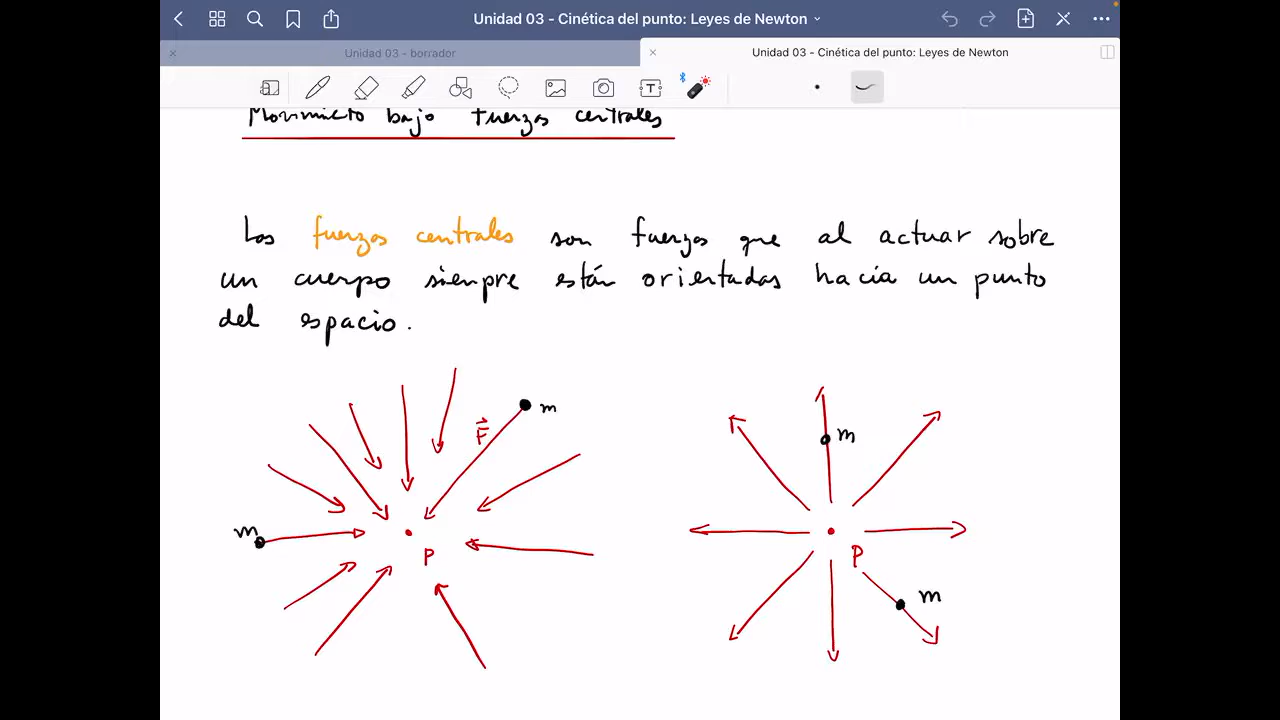 Unidad 03 - Cinética del punto: Leyes de Newton
Unidad 03 - borrador
Unidad 03 - Cinética del punto: Leyes de Newton
T
Movimiento bajo fuerzas centrales
Las fuerzas centrales son fuerzas que al actuar sobre
un cuerpo siempre están orientadas hacia un punto
del espacio.
m
F
m
m
P
P
m